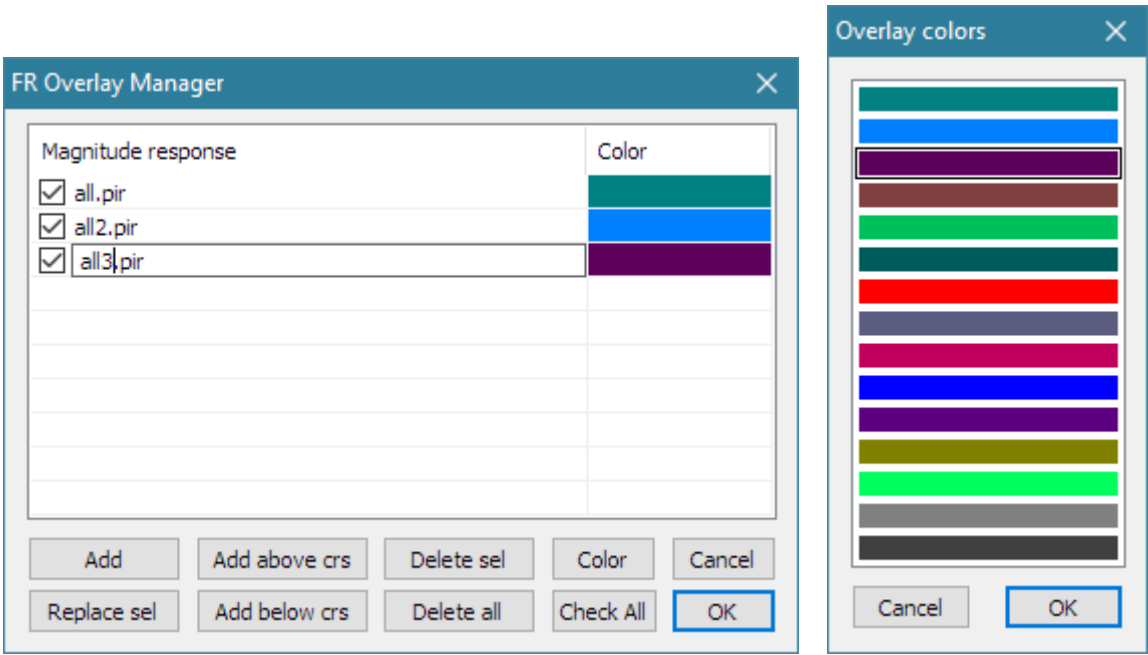 FR Overlay Manager
Magnitude response Color
all.pir
all2.pir
all3.pir
Add Add above crs Delete sel Color Cancel
Replace sel Add below crs Delete all Check All OK
Overlay colors
Cancel OK